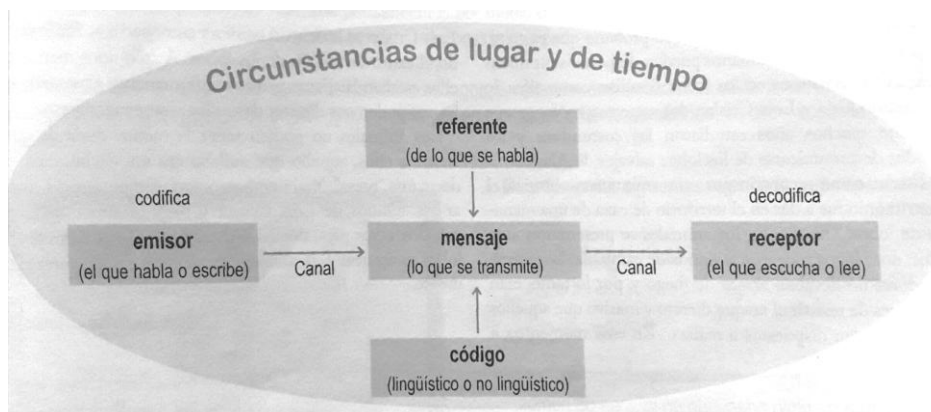 Circunstancias de lugar y de tiempo
referente
(de lo que se habla)
codifica
decodifica
emisor
(el que habla o escribe)
Canal
mensaje
(lo que se transmite)
Canal
receptor
(el que escucha o lee)
código
(lingüístico o no lingüístico)